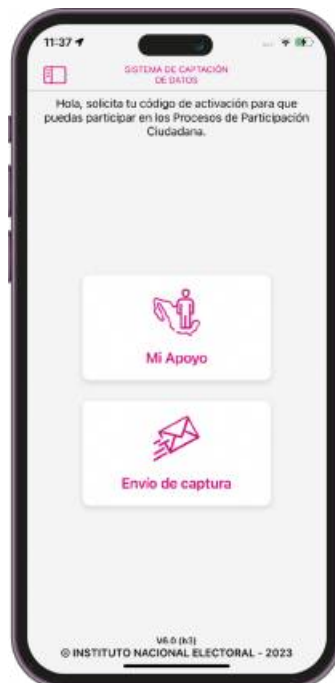 11:37
SISTEMA DE CAPTACIÓN
DE DATOS
Hola, solicita tu código de activación para que
puedas participar en los Procesos de Participación
Ciudadana.
Mi Apoyo
Envío de captura
V6.0 (h3)
© INSTITUTO NACIONAL ELECTORAL - 2023